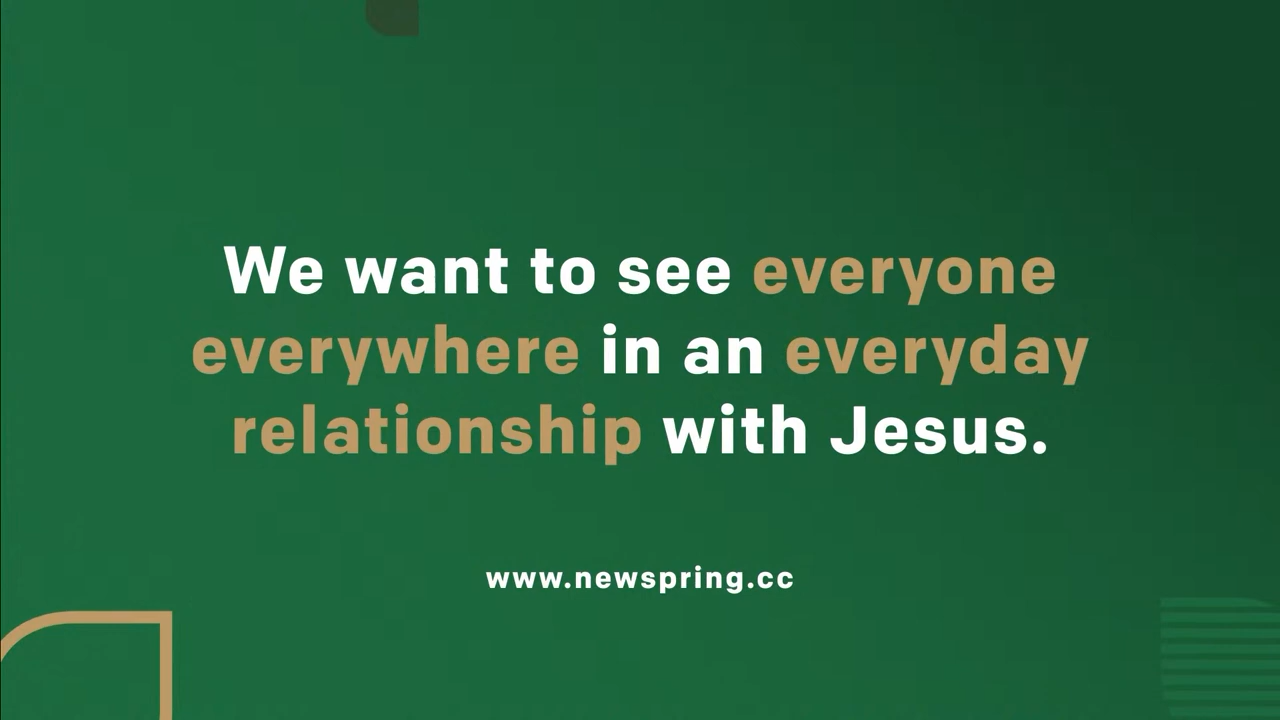 We want to see everyone
everywhere in an everyday
relationship with Jesus.
www.newspring.cc